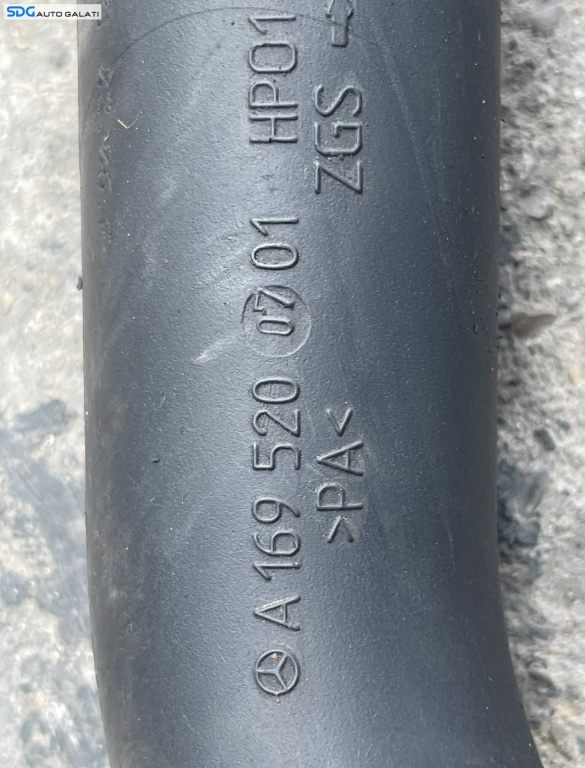 SDG AUTO GALATI
A 169 520 07 01 HP01
>PA< ZGS